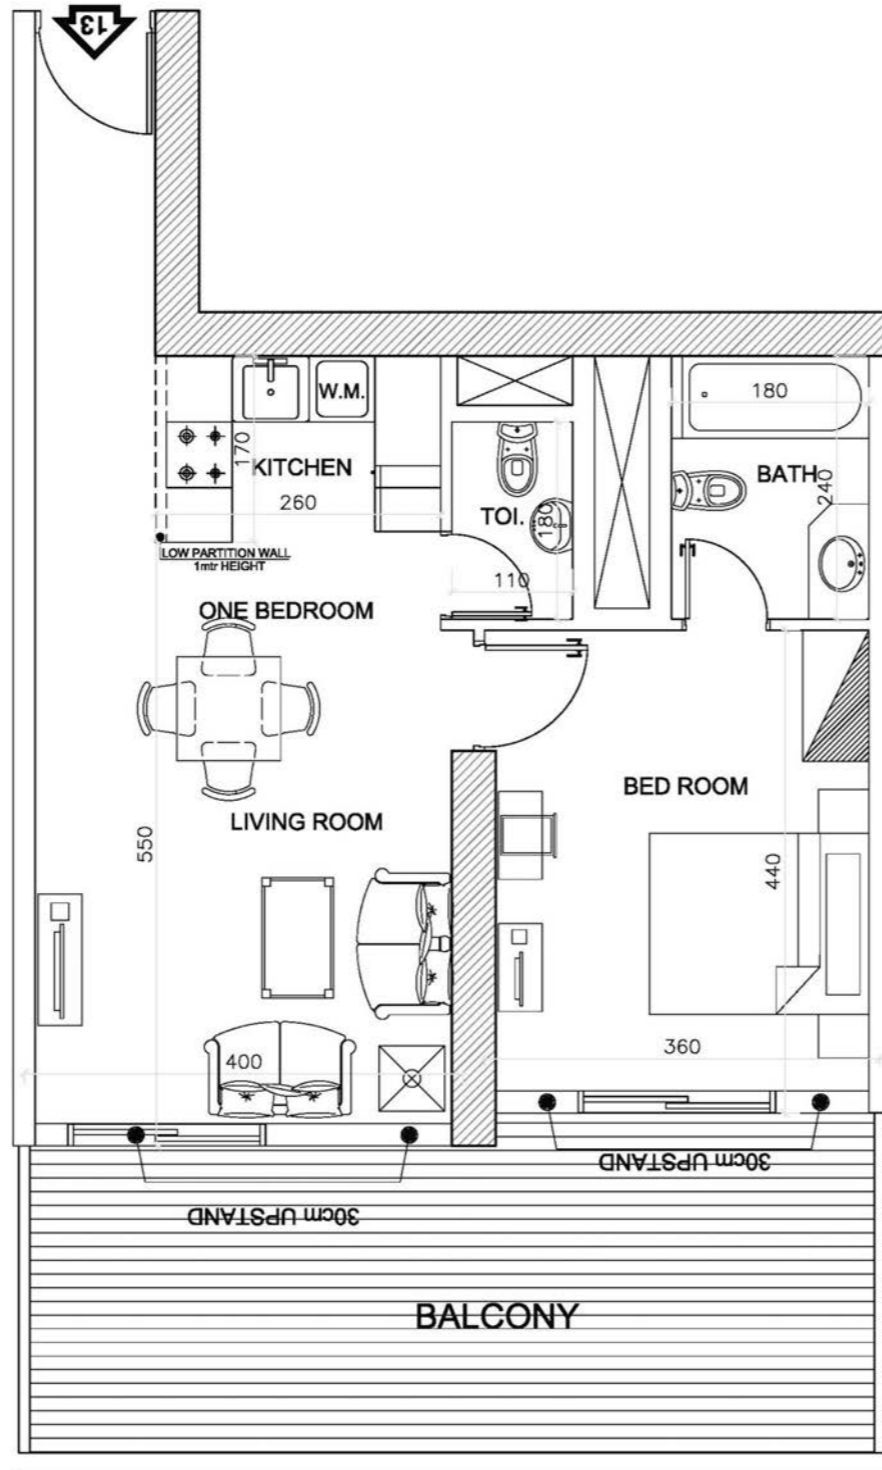 13
W.M.
180
170
KITCHEN
BATH
240
260
TOI.
180
LOW PARTITION WALL
1mtr HEIGHT
110
ONE BEDROOM
BED ROOM
LIVING ROOM
550
440
400
360
30cm UPSTAND
30cm UPSTAND
BALCONY